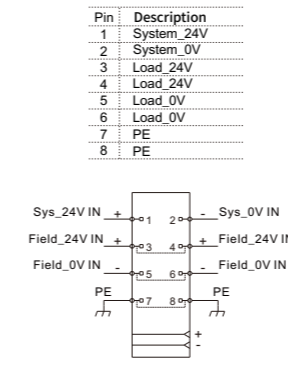 Pin Description
1 System_24V
2 System_0V
3 Load_24V
4 Load_24V
5 Load_0V
6 Load_0V
7 PE
8 PE
Sys_24V IN + 1 2 - Sys_0V IN
Field_24V IN + 3 4 + Field_24V IN
Field_0V IN - 5 6 - Field_0V IN
PE 7 8 PE
+
-